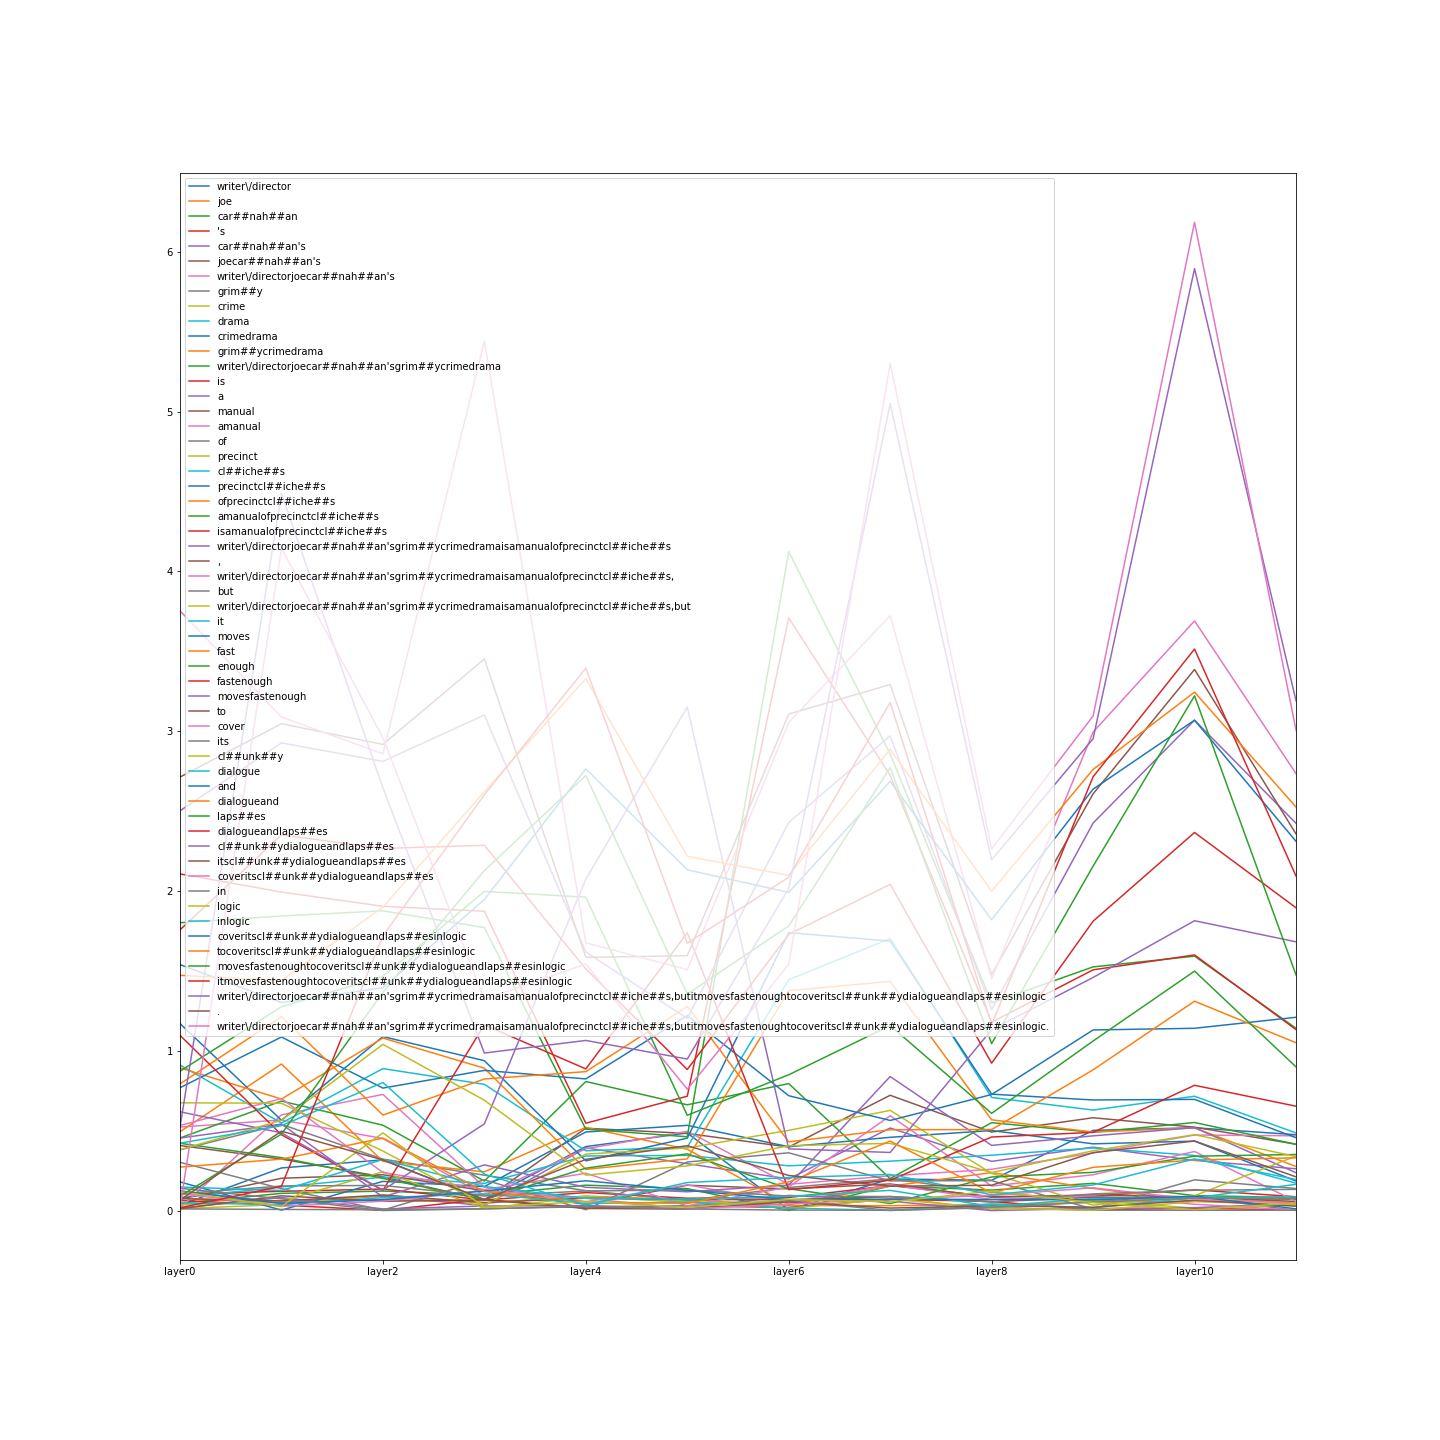 writer\/director
joe
car##nah##an
's
car##nah##an's
joecar##nah##an's
writer\/directorjoecar##nah##an's
grim##y
crime
drama
crimedrama
grim##ycrimedrama
writer\/directorjoecar##nah##an'sgrim##ycrimedrama
is
a
manual
amanual
of
precinct
cl##iche##s
precinctcl##iche##s
ofprecinctcl##iche##s
amanualofprecinctcl##iche##s
isamanualofprecinctcl##iche##s
writer\/directorjoecar##nah##an'sgrim##ycrimedramaisamanualofprecinctcl##iche##s
,
writer\/directorjoecar##nah##an'sgrim##ycrimedramaisamanualofprecinctcl##iche##s,
but
writer\/directorjoecar##nah##an'sgrim##ycrimedramaisamanualofprecinctcl##iche##s,but
it
moves
fast
enough
fastenough
movesfastenough
to
cover
its
cl##unk##y
dialogue
and
dialogueand
laps##es
dialogueandlaps##es
cl##unk##ydialogueandlaps##es
itscl##unk##ydialogueandlaps##es
coveritscl##unk##ydialogueandlaps##es
in
logic
inlogic
coveritscl##unk##ydialogueandlaps##esinlogic
tocoveritscl##unk##ydialogueandlaps##esinlogic
movesfastenoughtocoveritscl##unk##ydialogueandlaps##esinlogic
itmovesfastenoughtocoveritscl##unk##ydialogueandlaps##esinlogic
writer\/directorjoecar##nah##an'sgrim##ycrimedramaisamanualofprecinctcl##iche##s,butitmovesfastenoughtocoveritscl##unk##ydialogueandlaps##esinlogic
.
writer\/directorjoecar##nah##an'sgrim##ycrimedramaisamanualofprecinctcl##iche##s,butitmovesfastenoughtocoveritscl##unk##ydialogueandlaps##esinlogic.
6
5
4
3
2
1
0
layer0 layer2 layer4 layer6 layer8 layer10